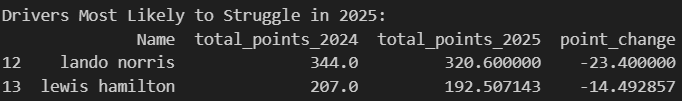 Drivers Most Likely to Struggle in 2025:
Name total_points_2024 total_points_2025 point_change
12 lando norris 344.0 320.600000 -23.400000
13 lewis hamilton 207.0 192.507143 -14.492857